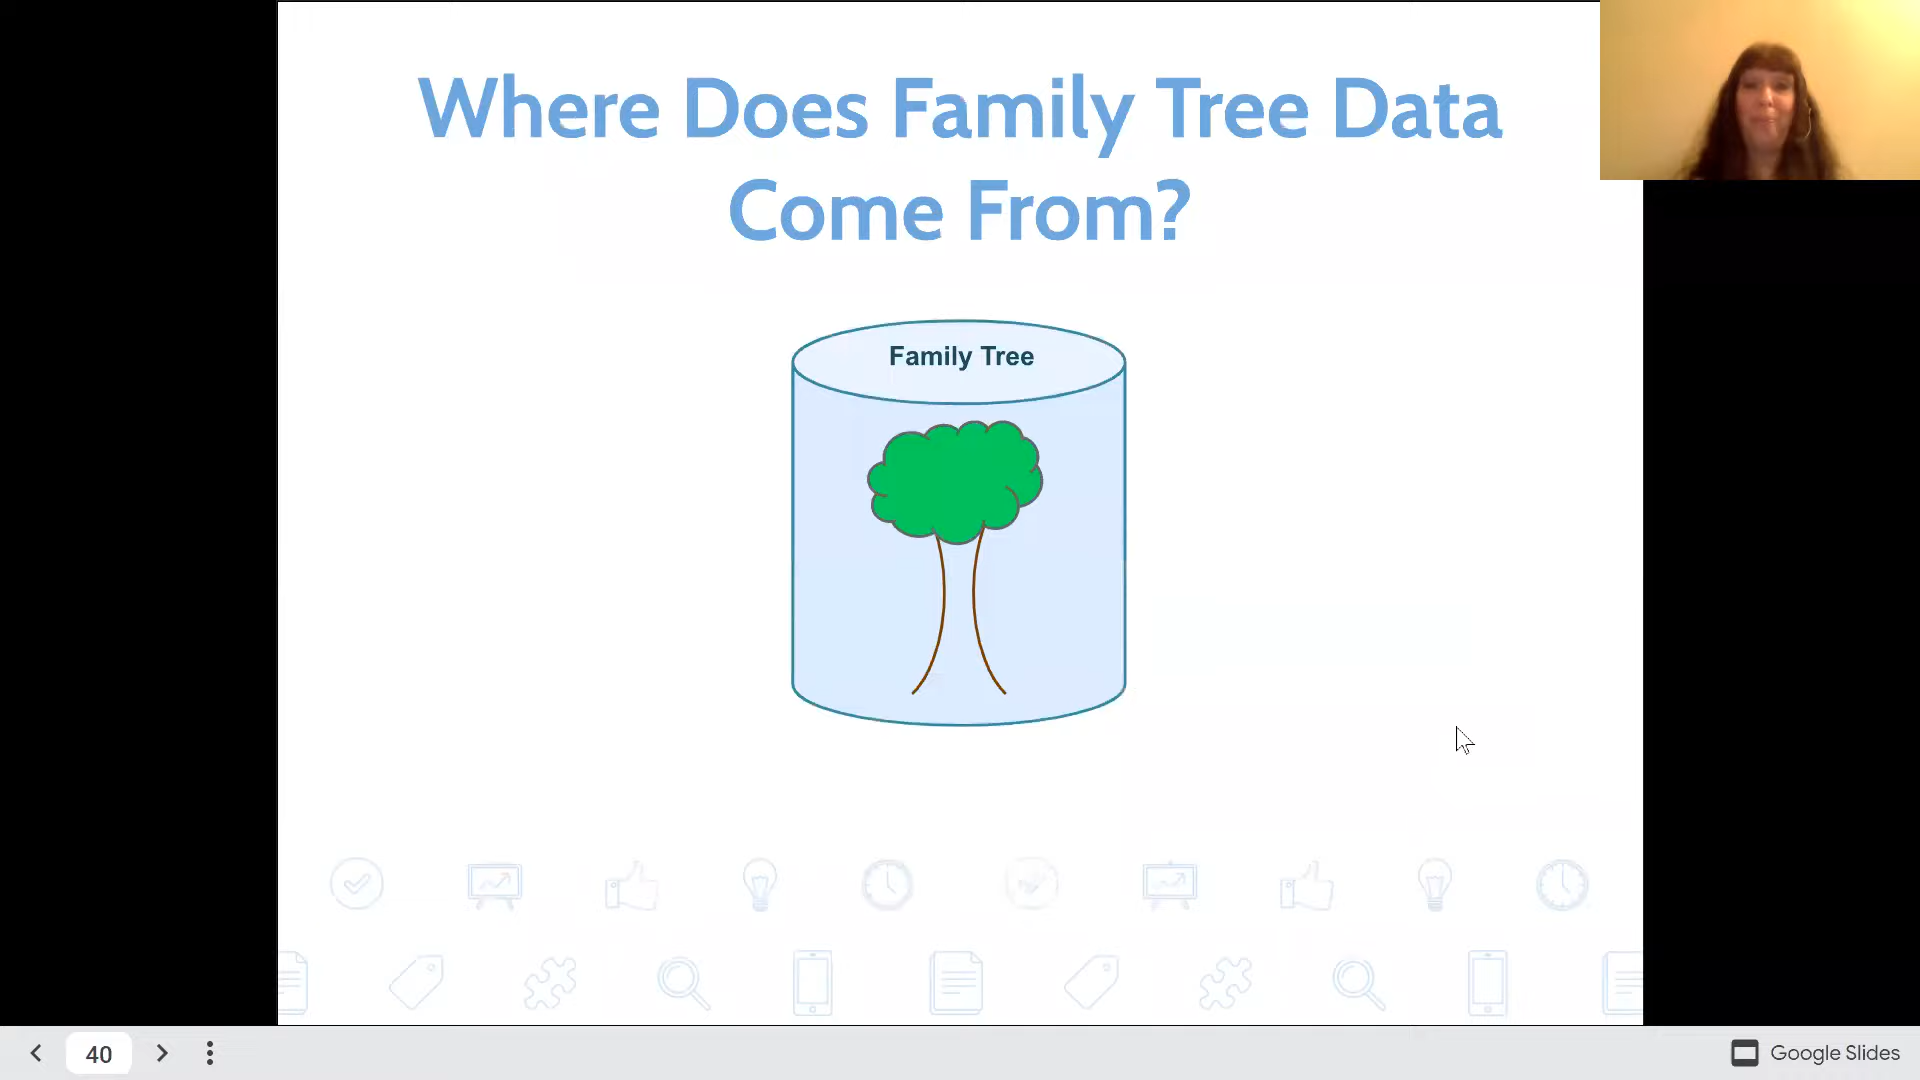 Where Does Family Tree Data
Come From?
Family Tree
40
Google Slides